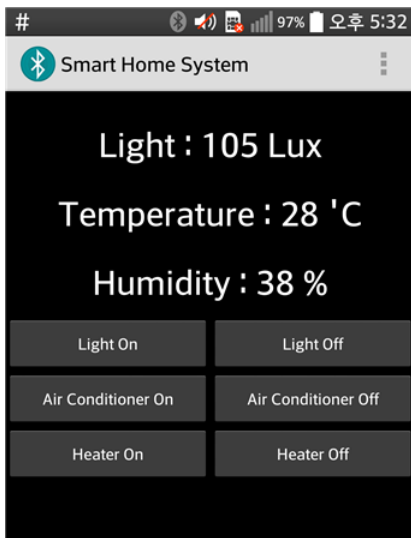 # 97% 오후 5:32
Smart Home System
Light : 105 Lux
Temperature : 28 'C
Humidity : 38 %
Light On Light Off
Air Conditioner On Air Conditioner Off
Heater On Heater Off